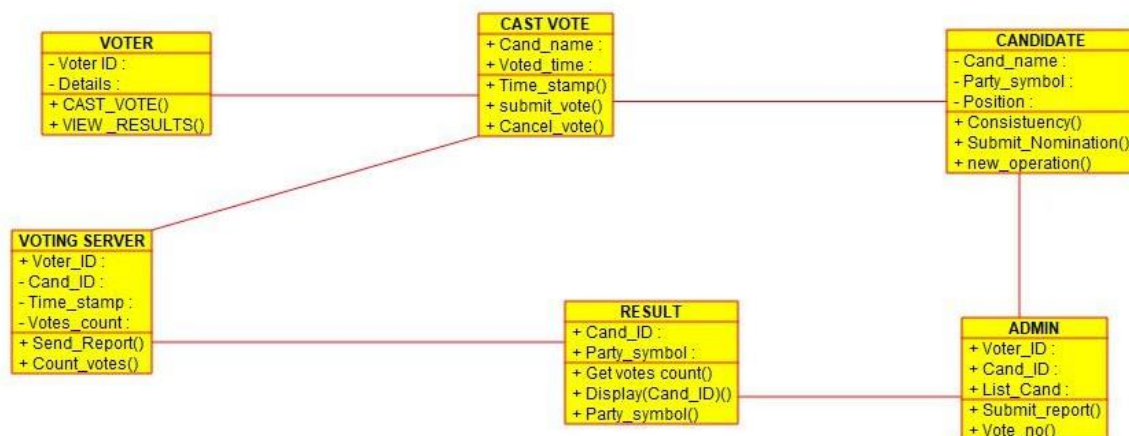 VOTER
- Voter ID :
- Details :
+ CAST_VOTE()
+ VIEW _RESULTS()
CAST VOTE
+ Cand_name :
+ Voted_time :
+ Time_stamp()
+ submit_vote()
+ Cancel_vote()
CANDIDATE
- Cand_name :
- Party_symbol :
- Position :
+ Consistuency()
+ Submit_Nomination()
+ new_operation()
VOTING SERVER
+ Voter_ID :
- Cand_ID :
- Time_stamp :
- Votes_count :
+ Send_Report()
+ Count_votes()
RESULT
+ Cand_ID :
+ Party_symbol :
+ Get votes count()
+ Display(Cand_ID)()
+ Party_symbol()
ADMIN
+ Voter_ID :
+ Cand_ID :
+ List_Cand :
+ Submit_report()
+ Vote_no()